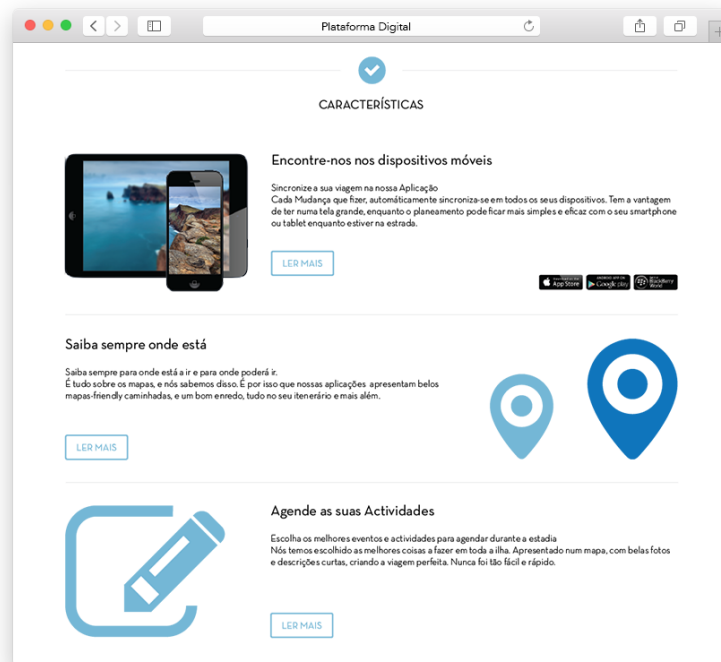 Plataforma Digital
CARACTERÍSTICAS
Encontre-nos nos dispositivos móveis
Sincronize a sua viagem na nossa Aplicação
Cada Mudança que fizer, automáticamente sincroniza-se em todos os seus dispositivos. Tem a vantagem
de ter numa tela grande, enquanto o planeamento pode ficar mais simples e eficaz com o seu smartphone
ou tablet enquanto estiver na estrada.
LER MAIS
App Store
ANDROID APP ON
Google play
BlackBerry
World
Saiba sempre onde está
Saiba sempre para onde está a ir e para onde poderá ir.
É tudo sobre os mapas, e nós sabemos disso. É por isso que nossas aplicações apresentam belos
mapas-friendly caminhadas, e um bom enredo, tudo no seu itenerário e mais além.
LER MAIS
Agende as suas Actividades
Escolha os melhores eventos e actividades para agendar durante a estadia
Nós temos escolhido as melhores coisas a fazer em toda a ilha. Apresentado num mapa, com belas fotos
e descrições curtas, criando a viagem perfeita. Nunca foi tão fácil e rápido.
LER MAIS